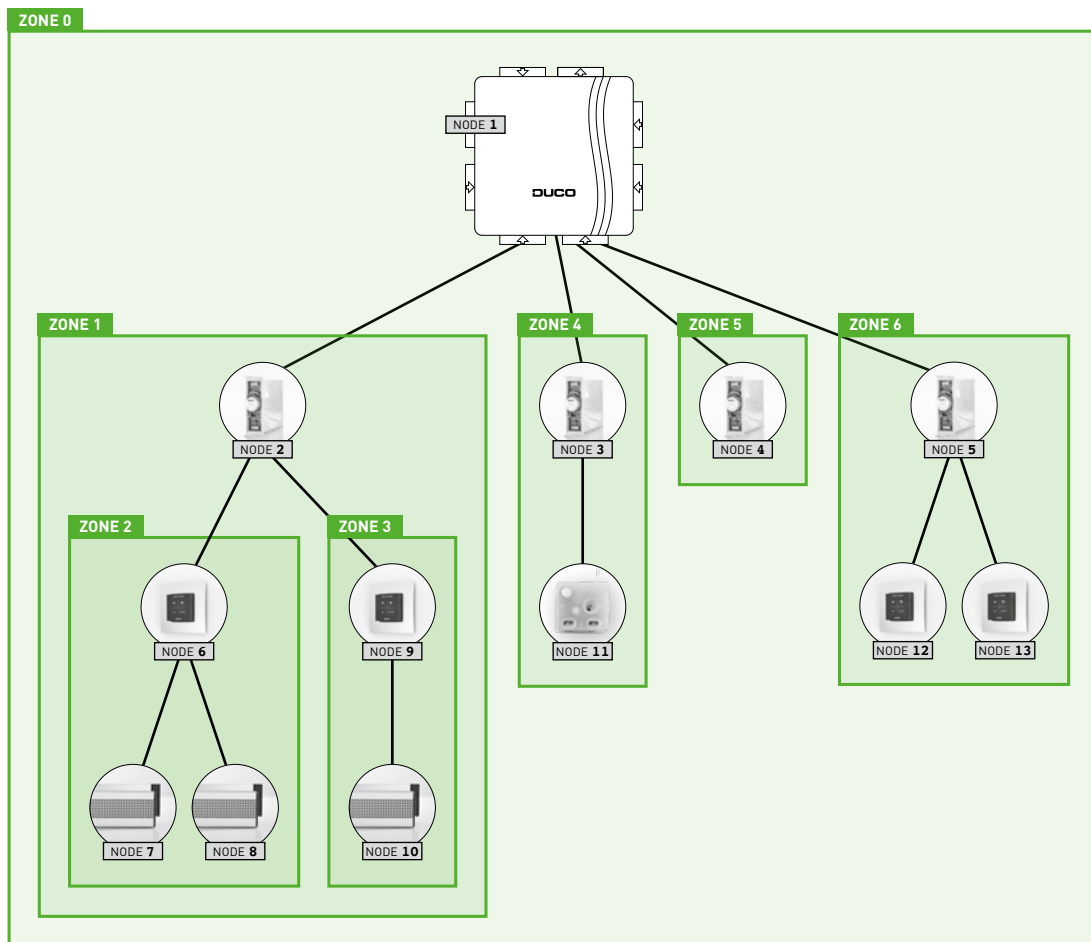 ZONE 0
NODE 1
DUCO
ZONE 1
ZONE 4
ZONE 5
ZONE 6
NODE 2
NODE 3
NODE 4
NODE 5
ZONE 2
ZONE 3
NODE 6
NODE 9
NODE 11
NODE 12
NODE 13
NODE 7
NODE 8
NODE 10